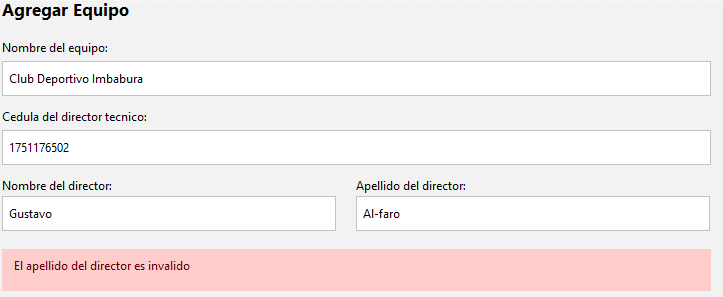 Agregar Equipo
Nombre del equipo:
Club Deportivo Imbabura
Cedula del director tecnico:
1751176502
Nombre del director:
Apellido del director:
Gustavo
Al-faro
El apellido del director es invalido